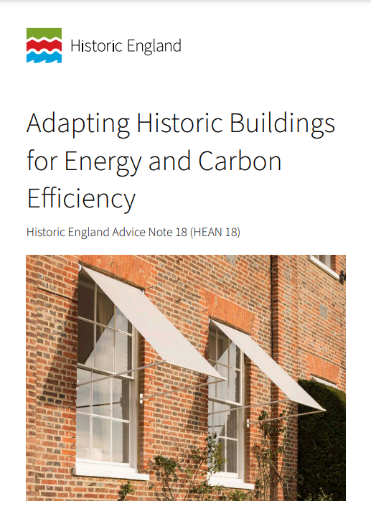 Historic England
Adapting Historic Buildings
for Energy and Carbon
Efficiency
Historic England Advice Note 18 (HEAN 18)